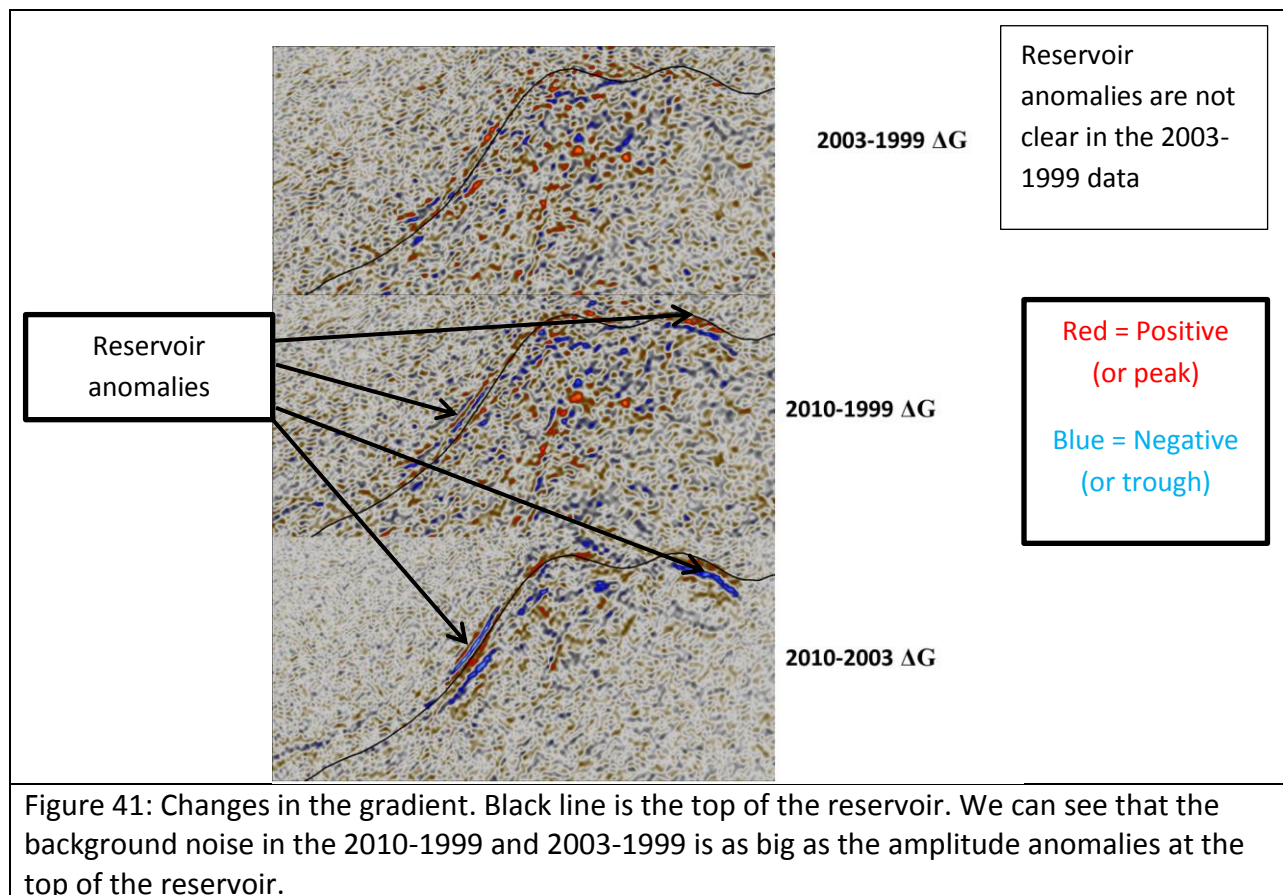 2003-1999 ΔG
Reservoir
anomalies are not
clear in the 2003-
1999 data
Reservoir
anomalies
2010-1999 ΔG
Red = Positive
(or peak)
Blue = Negative
(or trough)
2010-2003 ΔG
Figure 41: Changes in the gradient. Black line is the top of the reservoir. We can see that the
background noise in the 2010-1999 and 2003-1999 is as big as the amplitude anomalies at the
top of the reservoir.